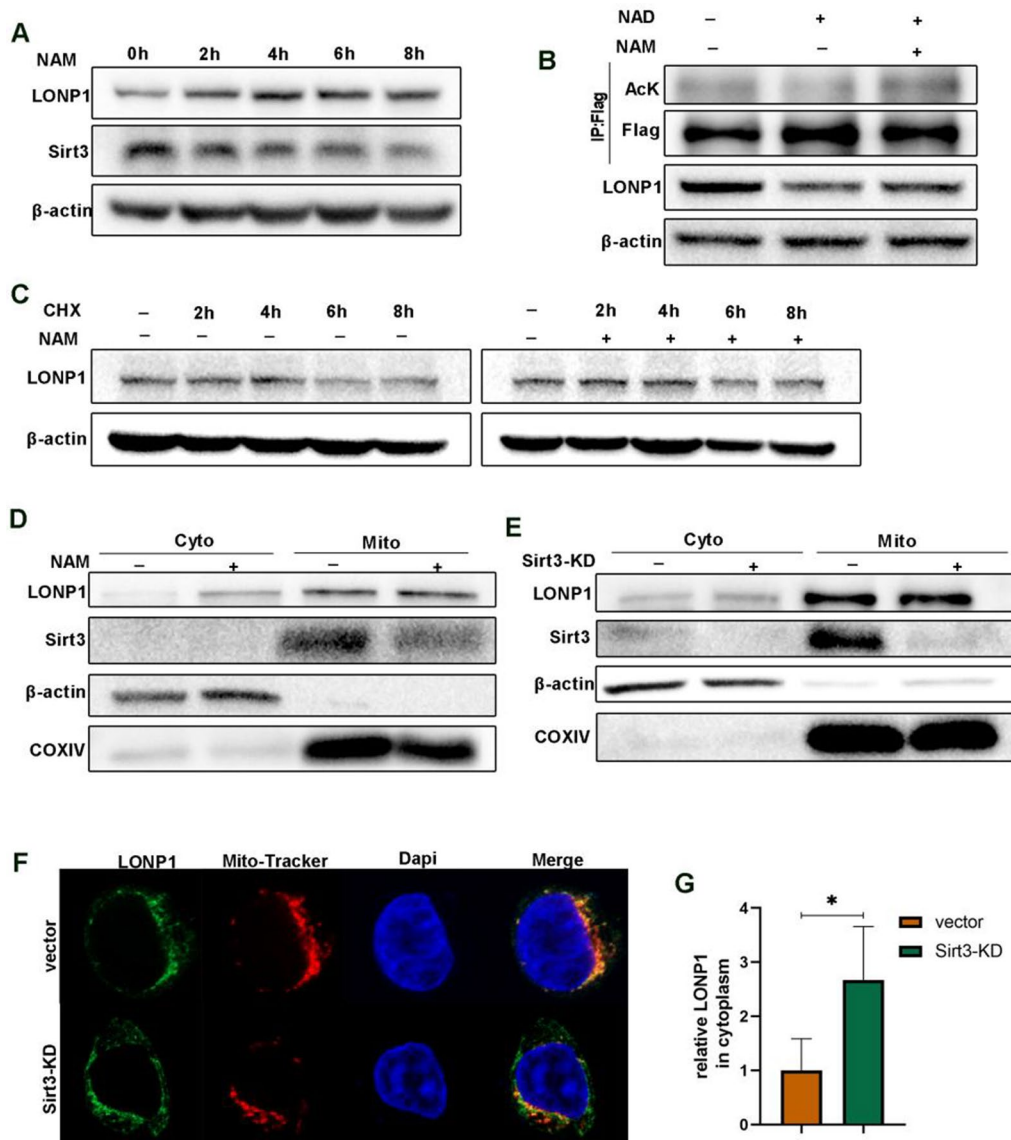 A
NAM 0h 2h 4h 6h 8h
LONP1
Sirt3
β-actin
B
NAD – + +
NAM – – +
IP:Flag
AcK
Flag
LONP1
β-actin
C
CHX – 2h 4h 6h 8h – 2h 4h 6h 8h
NAM – – – – – – + + + +
LONP1
β-actin
D
Cyto Mito
NAM – + – +
LONP1
Sirt3
β-actin
COXIV
E
Cyto Mito
Sirt3-KD – + – +
LONP1
Sirt3
β-actin
COXIV
F
LONP1 Mito-Tracker Dapi Merge
vector
Sirt3-KD
G
relative LONP1
in cytoplasm
4
3
2
1
0
*
vector
Sirt3-KD